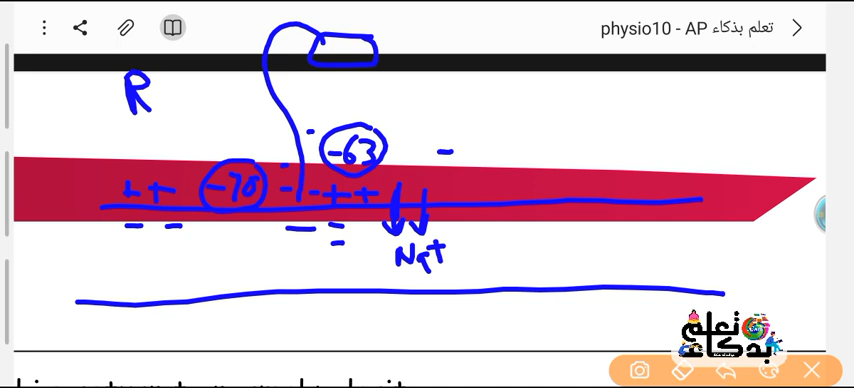 physio10 - AP تعلم بذكاء
R
-63
-
++ -70 - - ++
Na+
تعلم
بذكاء